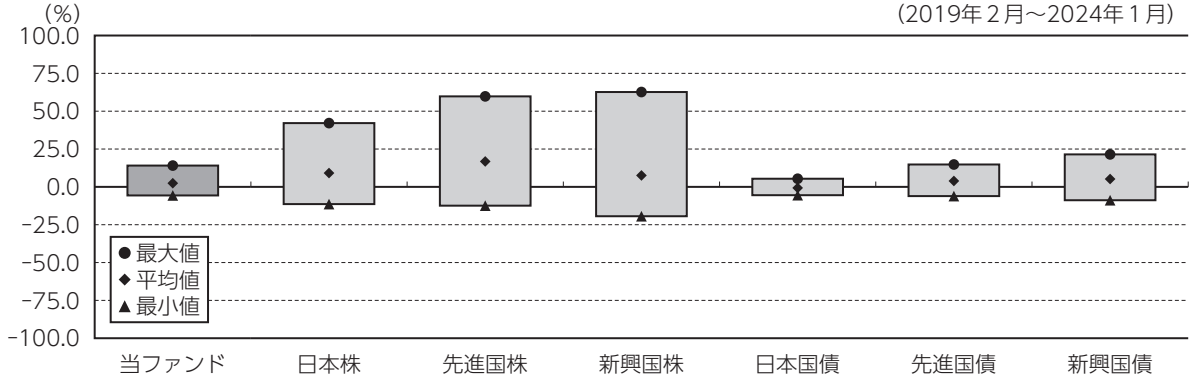 (%)
(2019年2月～2024年1月)
100.0
75.0
50.0
25.0
0.0
-25.0
-50.0
-75.0
-100.0
●最大値
◆平均値
▲最小値
当ファンド 日本株 先進国株 新興国株 日本国債 先進国債 新興国債